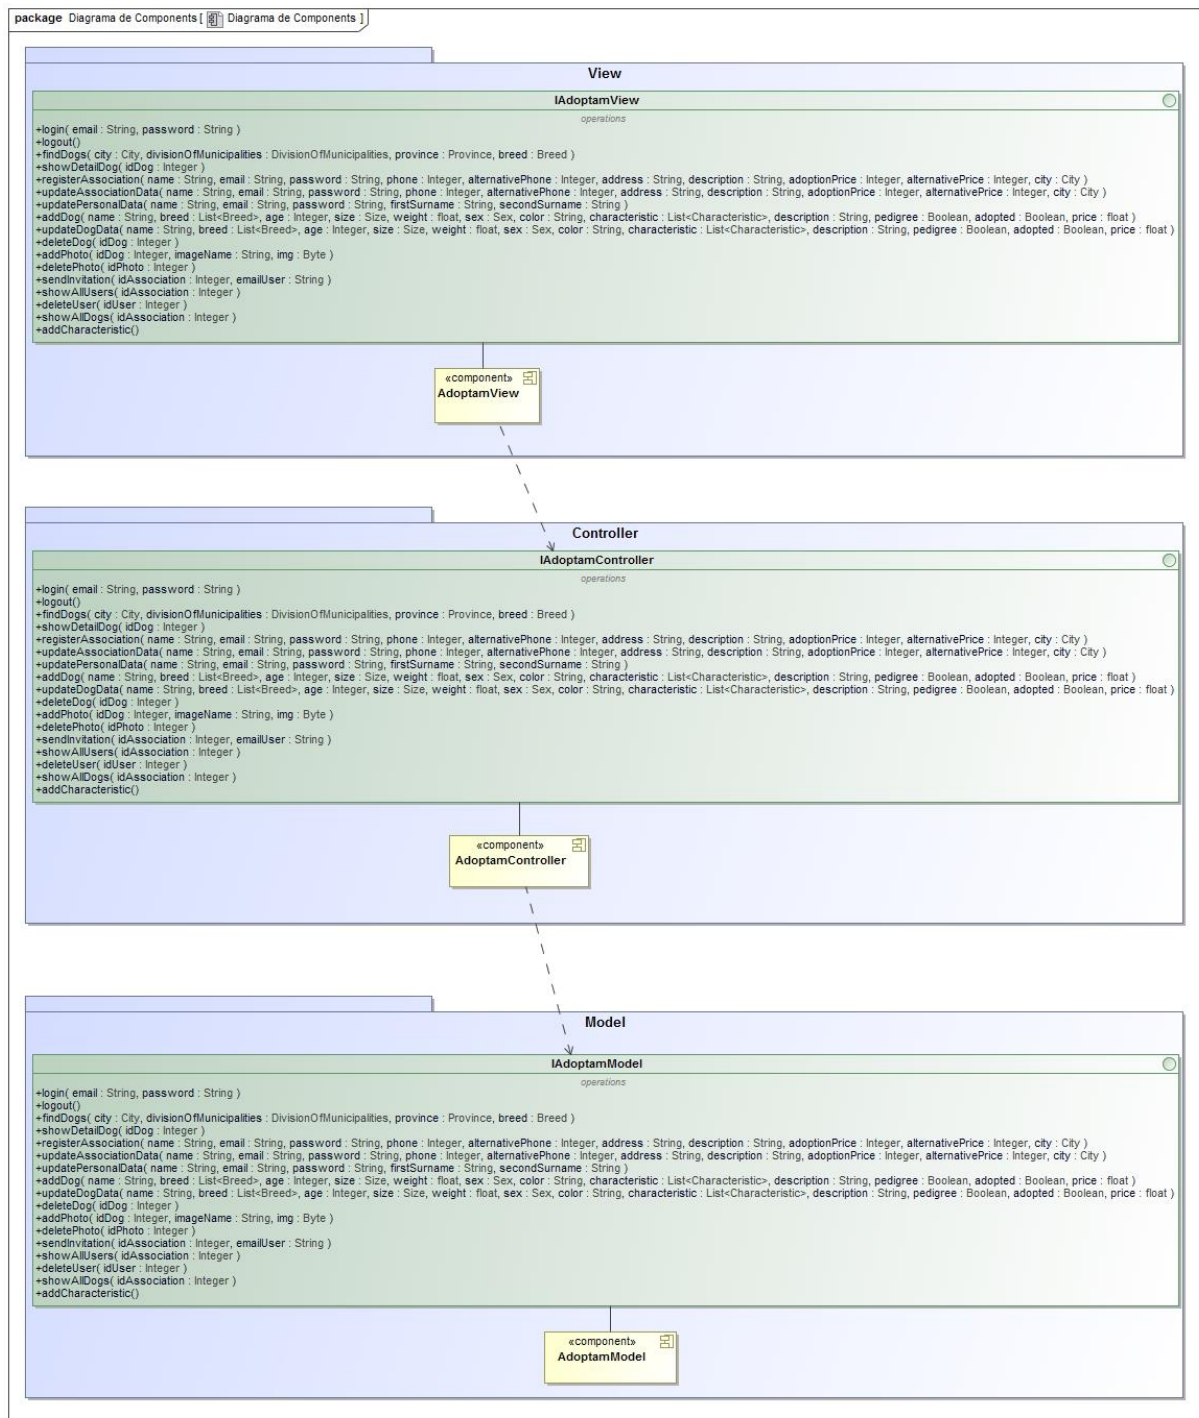 package Diagrama de Components [ Diagrama de Components ]
View
IAdoptamView
operations
+login( email : String, password : String )
+logout()
+findDogs( city : City, divisionOfMunicipalities : DivisionOfMunicipalities, province : Province, breed : Breed )
+showDetailDog( idDog : Integer )
+registerAssociation( name : String, email : String, password : String, phone : Integer, alternativePhone : Integer, address : String, description : String, adoptionPrice : Integer, alternativePrice : Integer, city : City )
+updateAssociationData( name : String, email : String, password : String, phone : Integer, alternativePhone : Integer, address : String, description : String, adoptionPrice : Integer, alternativePrice : Integer, city : City )
+updatePersonalData( name : String, email : String, password : String, firstSurname : String, secondSurname : String )
+addDog( name : String, breed : List<Breed>, age : Integer, size : Size, weight : float, sex : Sex, color : String, characteristic : List<Characteristic>, description : String, pedigree : Boolean, adopted : Boolean, price : float )
+updateDogData( name : String, breed : List<Breed>, age : Integer, size : Size, weight : float, sex : Sex, color : String, characteristic : List<Characteristic>, description : String, pedigree : Boolean, adopted : Boolean, price : float )
+deleteDog( idDog : Integer )
+addPhoto( idDog : Integer, imageName : String, img : Byte )
+deletePhoto( idPhoto : Integer )
+sendInvitation( idAssociation : Integer, emailUser : String )
+showAllUsers( idAssociation : Integer )
+deleteUser( idUser : Integer )
+showAllDogs( idAssociation : Integer )
+addCharacteristic()
«component»
AdoptamView
Controller
IAdoptamController
operations
+login( email : String, password : String )
+logout()
+findDogs( city : City, divisionOfMunicipalities : DivisionOfMunicipalities, province : Province, breed : Breed )
+showDetailDog( idDog : Integer )
+registerAssociation( name : String, email : String, password : String, phone : Integer, alternativePhone : Integer, address : String, description : String, adoptionPrice : Integer, alternativePrice : Integer, city : City )
+updateAssociationData( name : String, email : String, password : String, phone : Integer, alternativePhone : Integer, address : String, description : String, adoptionPrice : Integer, alternativePrice : Integer, city : City )
+updatePersonalData( name : String, email : String, password : String, firstSurname : String, secondSurname : String )
+addDog( name : String, breed : List<Breed>, age : Integer, size : Size, weight : float, sex : Sex, color : String, characteristic : List<Characteristic>, description : String, pedigree : Boolean, adopted : Boolean, price : float )
+updateDogData( name : String, breed : List<Breed>, age : Integer, size : Size, weight : float, sex : Sex, color : String, characteristic : List<Characteristic>, description : String, pedigree : Boolean, adopted : Boolean, price : float )
+deleteDog( idDog : Integer )
+addPhoto( idDog : Integer, imageName : String, img : Byte )
+deletePhoto( idPhoto : Integer )
+sendInvitation( idAssociation : Integer, emailUser : String )
+showAllUsers( idAssociation : Integer )
+deleteUser( idUser : Integer )
+showAllDogs( idAssociation : Integer )
+addCharacteristic()
«component»
AdoptamController
Model
IAdoptamModel
operations
+login( email : String, password : String )
+logout()
+findDogs( city : City, divisionOfMunicipalities : DivisionOfMunicipalities, province : Province, breed : Breed )
+showDetailDog( idDog : Integer )
+registerAssociation( name : String, email : String, password : String, phone : Integer, alternativePhone : Integer, address : String, description : String, adoptionPrice : Integer, alternativePrice : Integer, city : City )
+updateAssociationData( name : String, email : String, password : String, phone : Integer, alternativePhone : Integer, address : String, description : String, adoptionPrice : Integer, alternativePrice : Integer, city : City )
+updatePersonalData( name : String, email : String, password : String, firstSurname : String, secondSurname : String )
+addDog( name : String, breed : List<Breed>, age : Integer, size : Size, weight : float, sex : Sex, color : String, characteristic : List<Characteristic>, description : String, pedigree : Boolean, adopted : Boolean, price : float )
+updateDogData( name : String, breed : List<Breed>, age : Integer, size : Size, weight : float, sex : Sex, color : String, characteristic : List<Characteristic>, description : String, pedigree : Boolean, adopted : Boolean, price : float )
+deleteDog( idDog : Integer )
+addPhoto( idDog : Integer, imageName : String, img : Byte )
+deletePhoto( idPhoto : Integer )
+sendInvitation( idAssociation : Integer, emailUser : String )
+showAllUsers( idAssociation : Integer )
+deleteUser( idUser : Integer )
+showAllDogs( idAssociation : Integer )
+addCharacteristic()
«component»
AdoptamModel